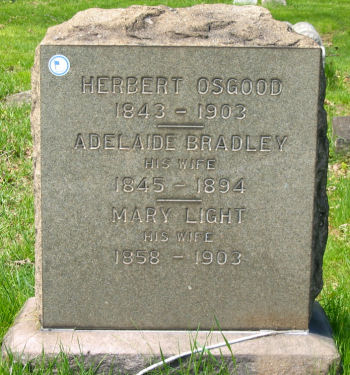 HERBERT OSGOOD
1843 – 1903
ADELAIDE BRADLEY
HIS WIFE
1845 – 1894
MARY LIGHT
HIS WIFE
1858 – 1903